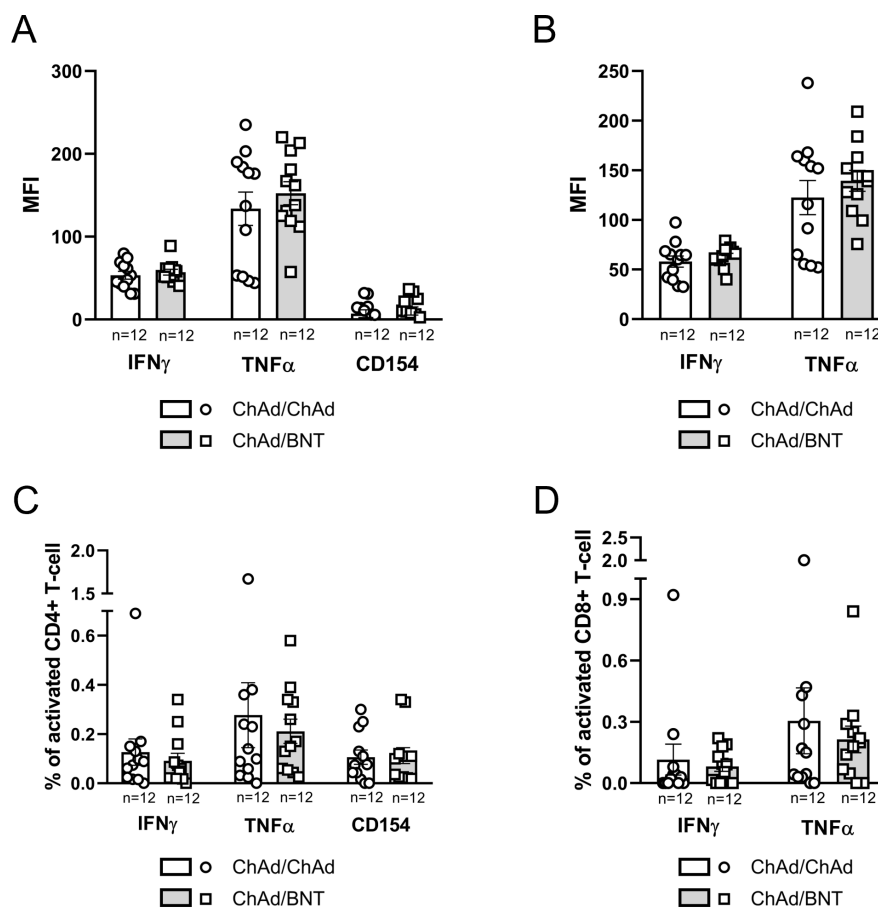 A
300
200
100
0
MFI
n=12 n=12 n=12 n=12 n=12 n=12
IFNγ TNFα CD154
ChAd/ChAd
ChAd/BNT
B
250
200
150
100
50
0
MFI
n=12 n=12 n=12 n=12
IFNγ TNFα
ChAd/ChAd
ChAd/BNT
C
2.0
1.5
0.6
0.4
0.2
0.0
% of activated CD4+ T-cell
n=12 n=12 n=12 n=12 n=12 n=12
IFNγ TNFα CD154
ChAd/ChAd
ChAd/BNT
D
2.5
2.0
0.9
0.6
0.3
0.0
% of activated CD8+ T-cell
n=12 n=12 n=12 n=12
IFNγ TNFα
ChAd/ChAd
ChAd/BNT